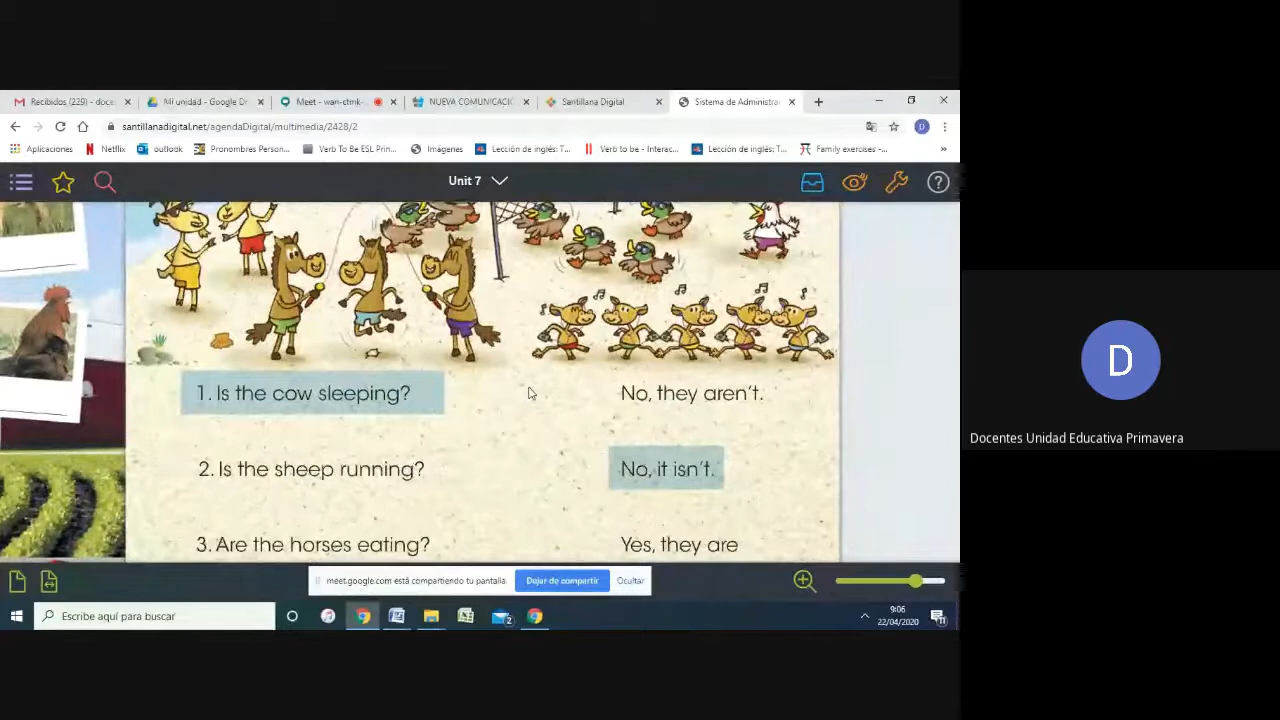 Recibidos (229) - doce
Mi unidad - Google Dr
Meet - wan-ctmk-
NUEVA COMUNICACIÓ
Santillana Digital
Sistema de Administra
santillanadigital.net/agendaDigital/multimedia/2428/2
Aplicaciones
Netflix
outlook
Pronombres Person...
Verb To Be ESL Prin...
Imágenes
Lección de inglés: T...
Verb to be - Interac...
Lección de inglés: T...
Family exercises -...
Unit 7
1. Is the cow sleeping?
No, they aren't.
2. Is the sheep running?
No, it isn't.
3. Are the horses eating?
Yes, they are
meet.google.com está compartiendo tu pantalla.
Dejar de compartir
Ocultar
Escribe aquí para buscar
9:06
22/04/2020
D
Docentes Unidad Educativa Primavera